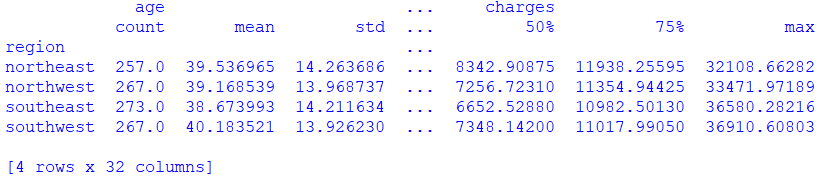 age ... charges
count mean std ... 50% 75% max
region ...
northeast 257.0 39.536965 14.263686 ... 8342.90875 11938.25595 32108.66282
northwest 267.0 39.168539 13.968737 ... 7256.72310 11354.94425 33471.97189
southeast 273.0 38.673993 14.211634 ... 6652.52880 10982.50130 36580.28216
southwest 267.0 40.183521 13.926230 ... 7348.14200 11017.99050 36910.60803
[4 rows x 32 columns]